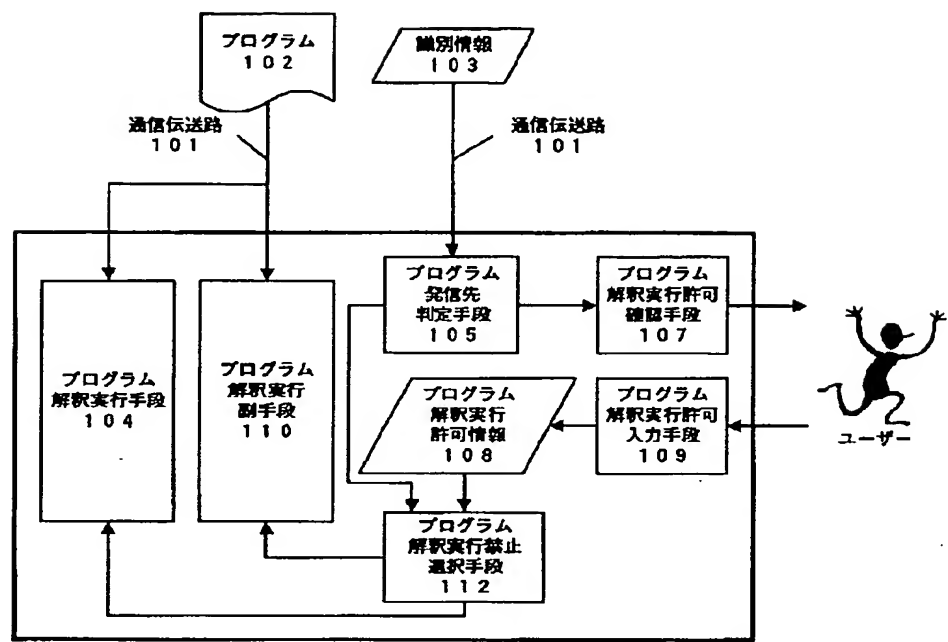 プログラム
１０２
識別情報
１０３
通信伝送路
１０１
通信伝送路
１０１
プログラム
発信先
判定手段
１０５
プログラム
解釈実行許可
確認手段
１０７
プログラム
解釈実行手段
１０４
プログラム
解釈実行
副手段
１１０
プログラム
解釈実行
許可情報
１０８
プログラム
解釈実行許可
入力手段
１０９
ユーザー
プログラム
解釈実行禁止
選択手段
１１２